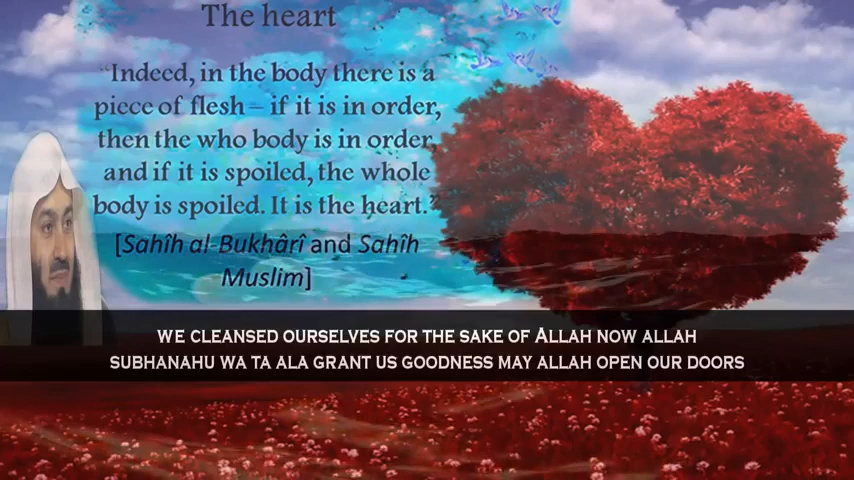 The heart
"Indeed, in the body there is a
piece of flesh – if it is in order,
then the who body is in order,
and if it is spoiled, the whole
body is spoiled. It is the heart."
[Sahîh al-Bukhârî and Sahîh
Muslim]
WE CLEANSED OURSELVES FOR THE SAKE OF ALLAH NOW ALLAH
SUBHANAHU WA TA ALA GRANT US GOODNESS MAY ALLAH OPEN OUR DOORS